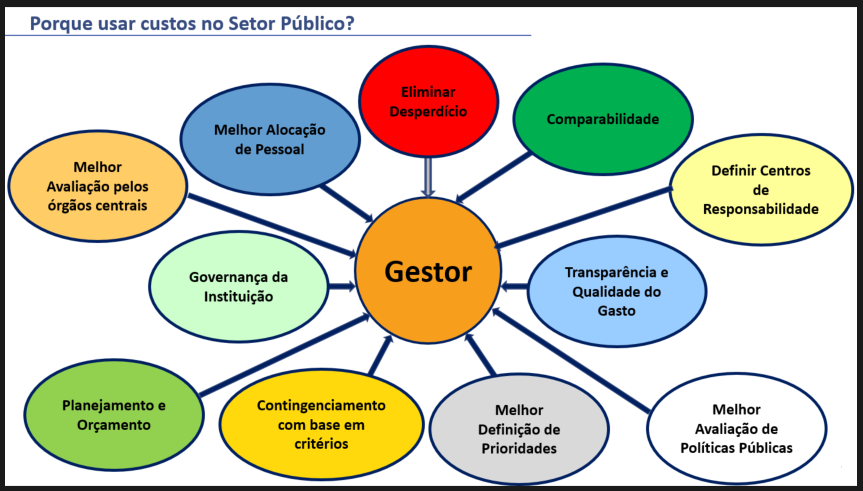 Porque usar custos no Setor Público?
Eliminar
Desperdício
Melhor Alocação
de Pessoal
Comparabilidade
Melhor
Avaliação pelos
órgãos centrais
Definir Centros
de
Responsabilidade
Gestor
Governança da
Instituição
Transparência e
Qualidade do
Gasto
Planejamento e
Orçamento
Contingenciamento
com base em
critérios
Melhor
Definição de
Prioridades
Melhor
Avaliação de
Políticas Públicas